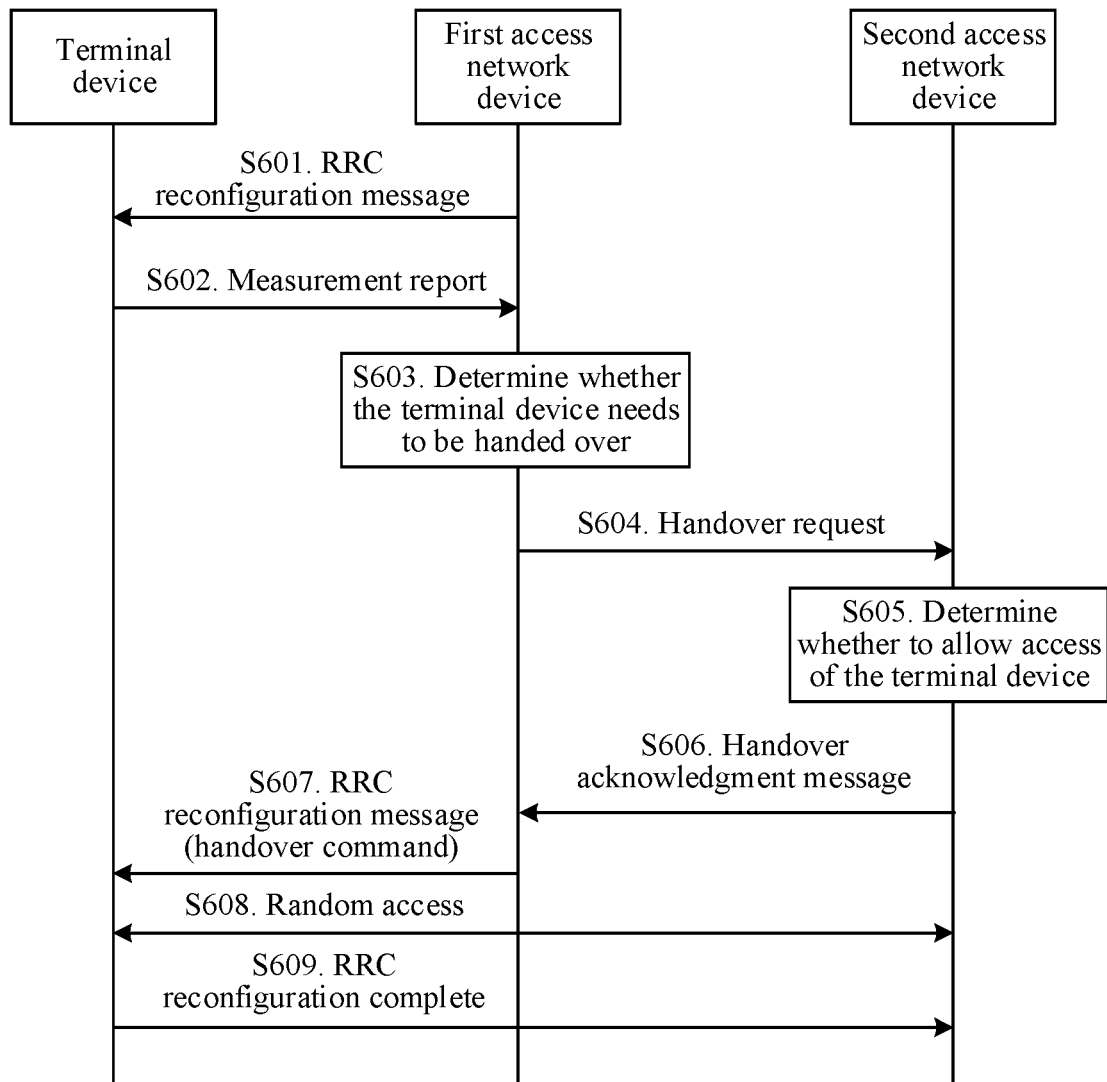 Terminal
device
First access
network
device
Second access
network
device
S601. RRC
reconfiguration message
S602. Measurement report
S603. Determine whether
the terminal device needs
to be handed over
S604. Handover request
S605. Determine
whether to allow access
of the terminal device
S606. Handover
acknowledgment message
S607. RRC
reconfiguration message
(handover command)
S608. Random access
S609. RRC
reconfiguration complete